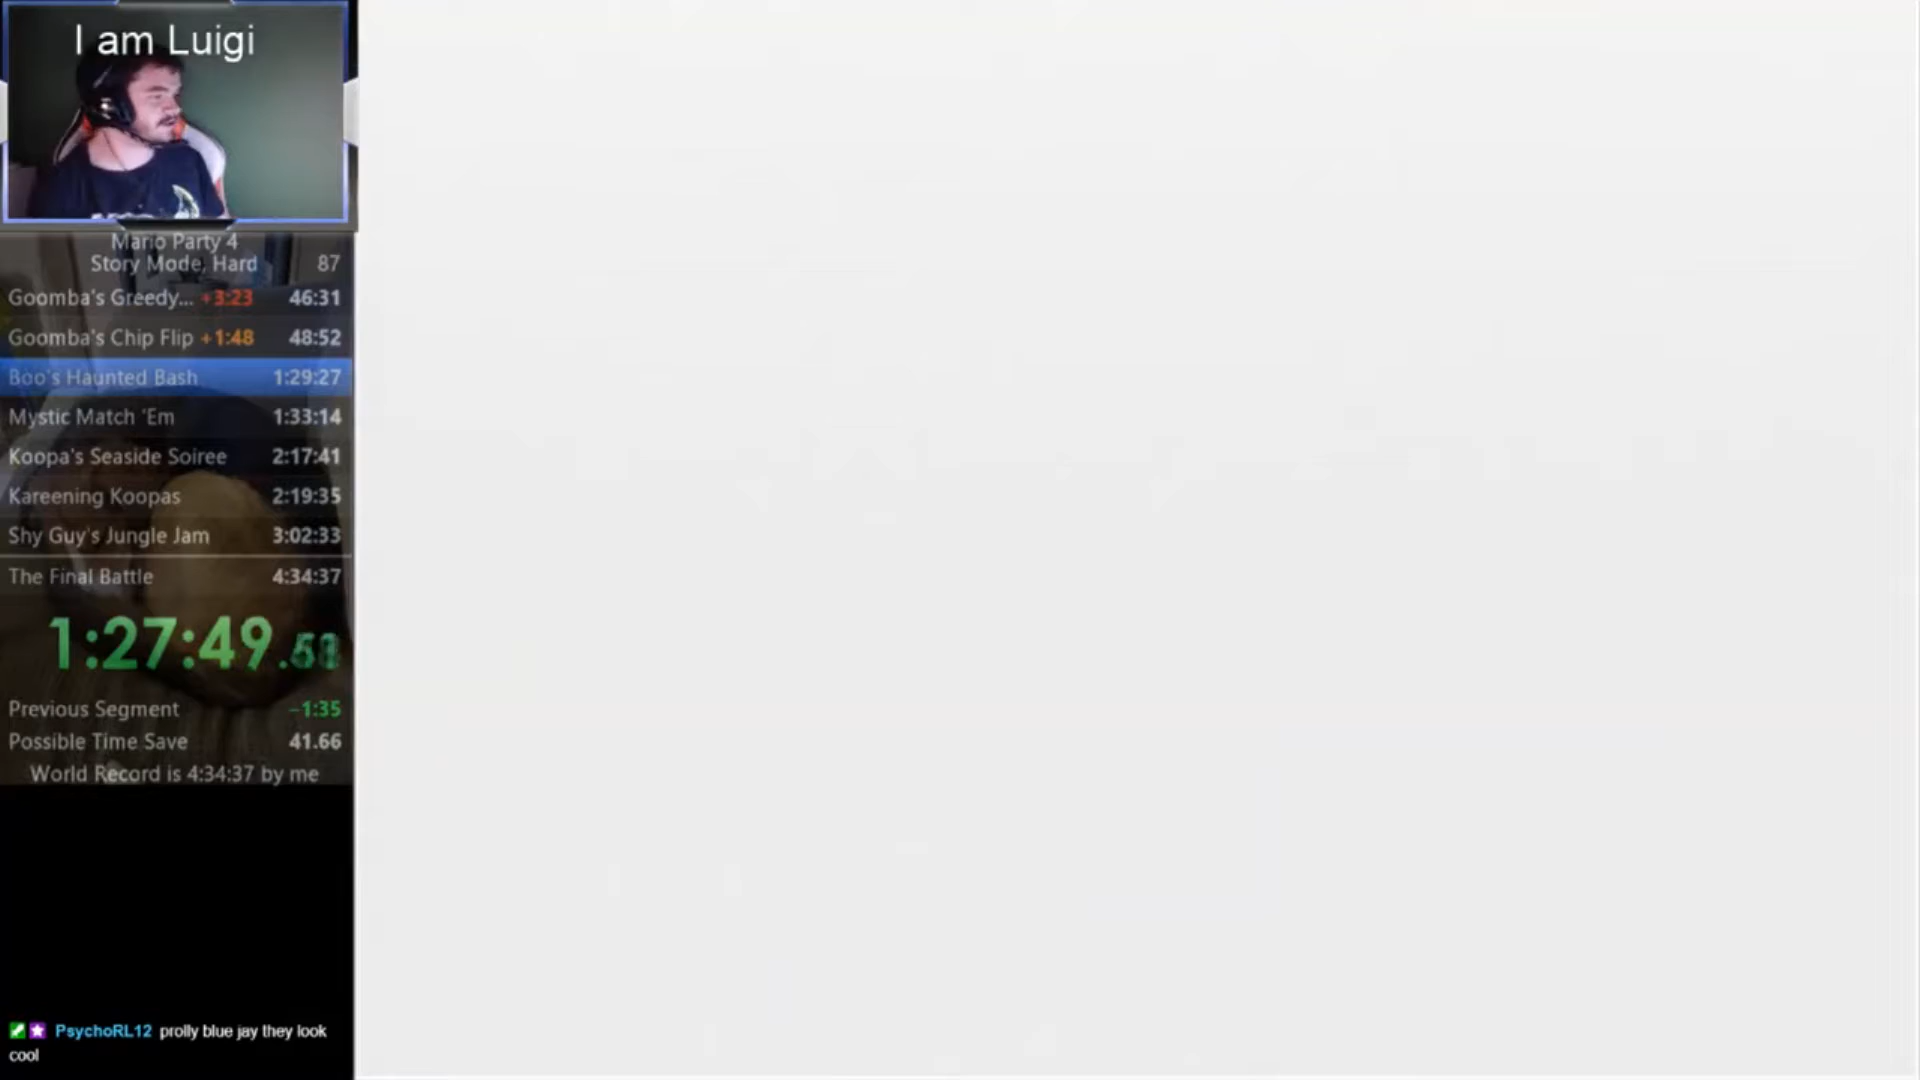 I am Luigi
Mario Party 4
Story Mode, Hard 87
Goomba's Greedy... +3:23 46:31
Goomba's Chip Flip +1:48 48:52
Boo's Haunted Bash 1:29:27
Mystic Match 'Em 1:33:14
Koopa's Seaside Soiree 2:17:41
Kareening Koopas 2:19:35
Shy Guy's Jungle Jam 3:02:33
The Final Battle 4:34:37
1:27:49
Previous Segment -1:35
Possible Time Save 41.66
World Record is 4:34:37 by me
PsychoRL12 prolly blue jay they look
cool